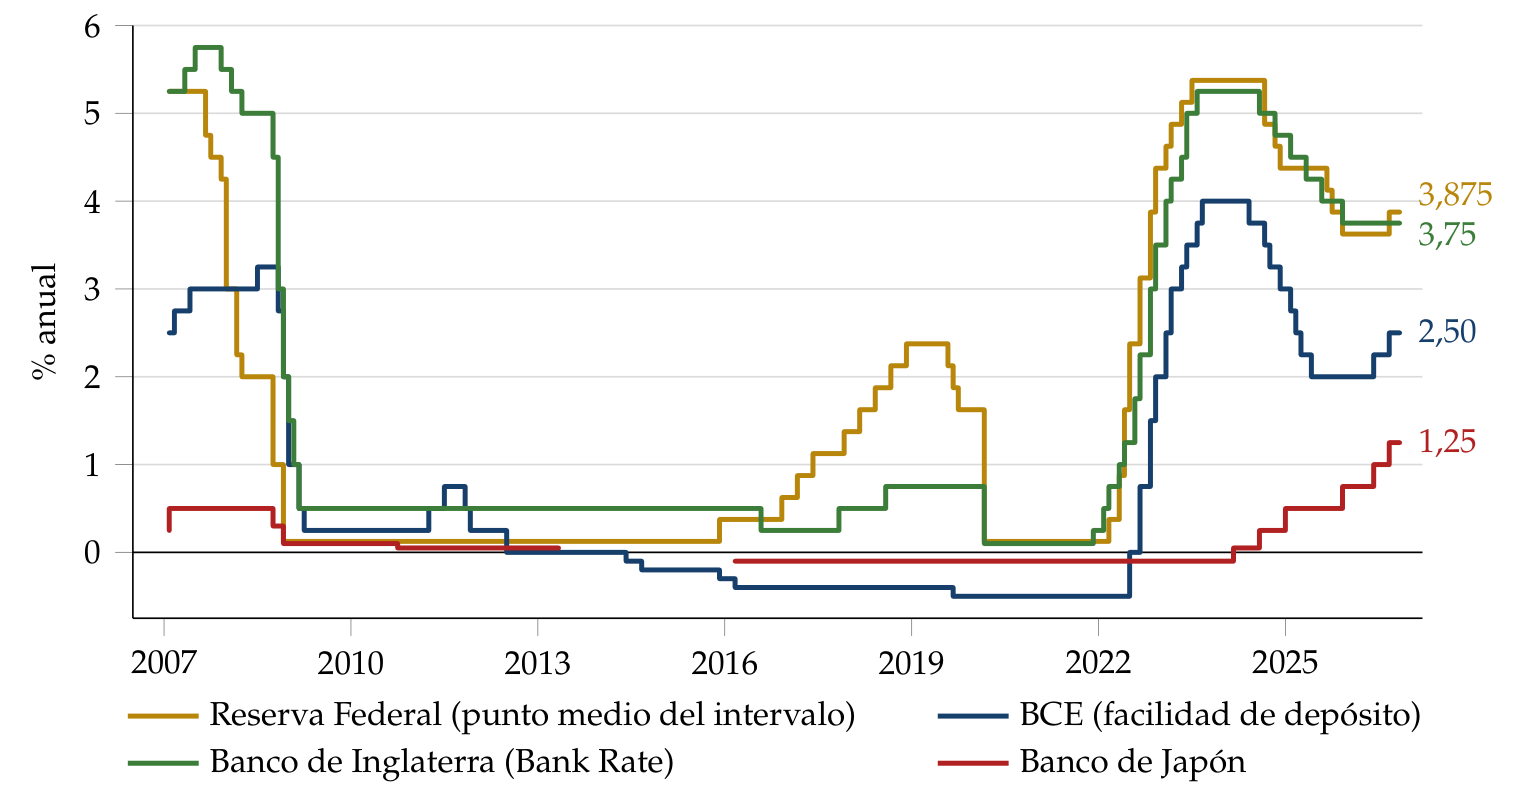 6
5
4
3
2
1
0
% anual
3,875
3,75
2,50
1,25
2007 2010 2013 2016 2019 2022 2025
Reserva Federal (punto medio del intervalo) BCE (facilidad de depósito)
Banco de Inglaterra (Bank Rate) Banco de Japón